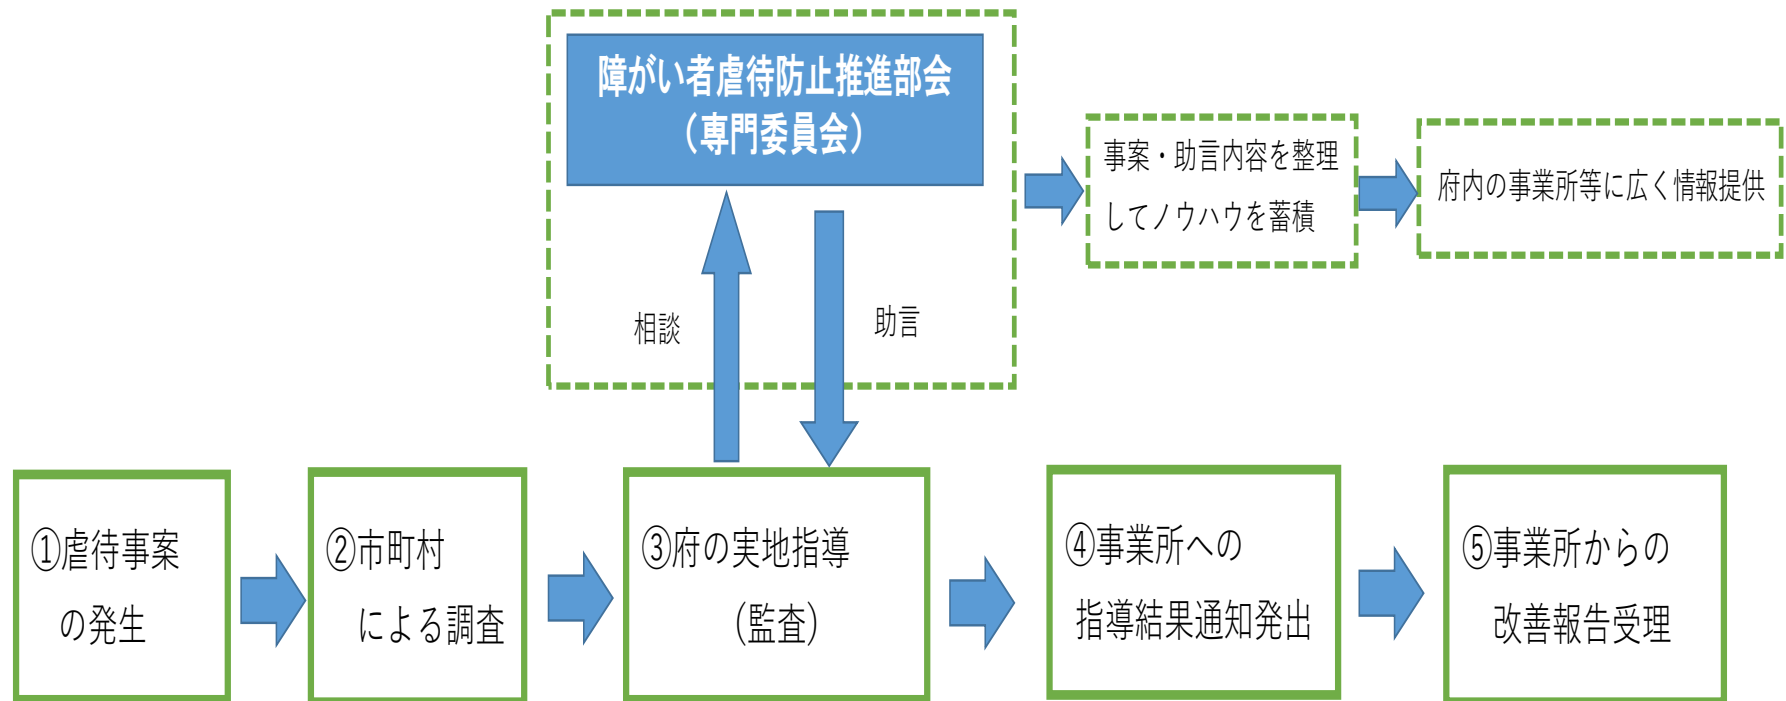 障がい者虐待防止推進部会
（専門委員会）
事案・助言内容を整理
してノウハウを蓄積
府内の事業所等に広く情報提供
相談
助言
①虐待事案
の発生
②市町村
による調査
③府の実地指導
（監査）
④事業所への
指導結果通知発出
⑤事業所からの
改善報告受理